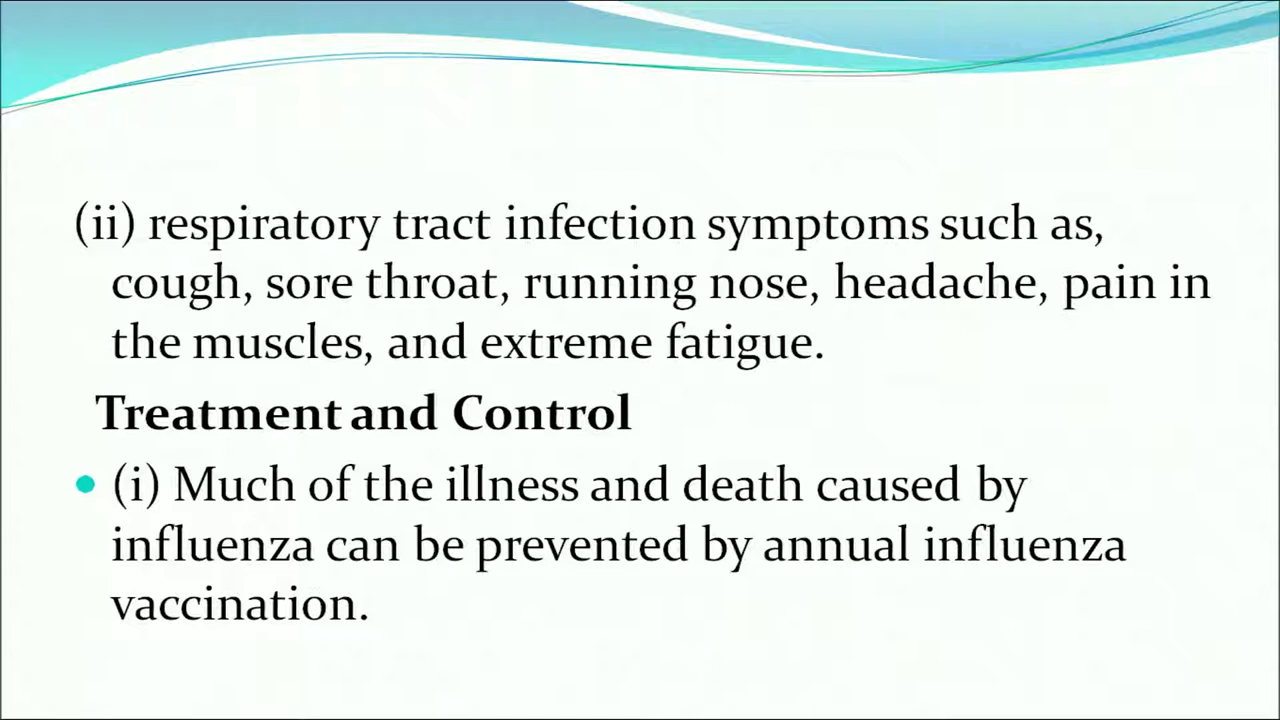 (ii) respiratory tract infection symptoms such as,
cough, sore throat, running nose, headache, pain in
the muscles, and extreme fatigue.
Treatment and Control
• (i) Much of the illness and death caused by
influenza can be prevented by annual influenza
vaccination.